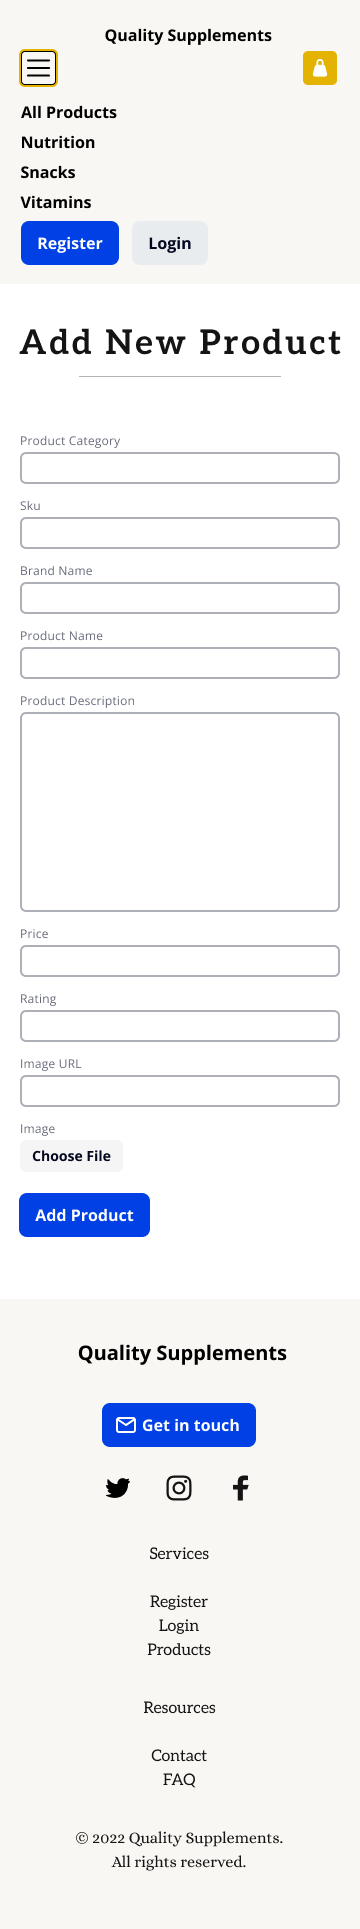 Quality Supplements
All Products
Nutrition
Snacks
Vitamins
Register
Login
Add New Product
Product Category
Sku
Brand Name
Product Name
Product Description
Price
Rating
Image URL
Image
Choose File
Add Product
Quality Supplements
Get in touch
Services
Register
Login
Products
Resources
Contact
FAQ
© 2022 Quality Supplements.
All rights reserved.